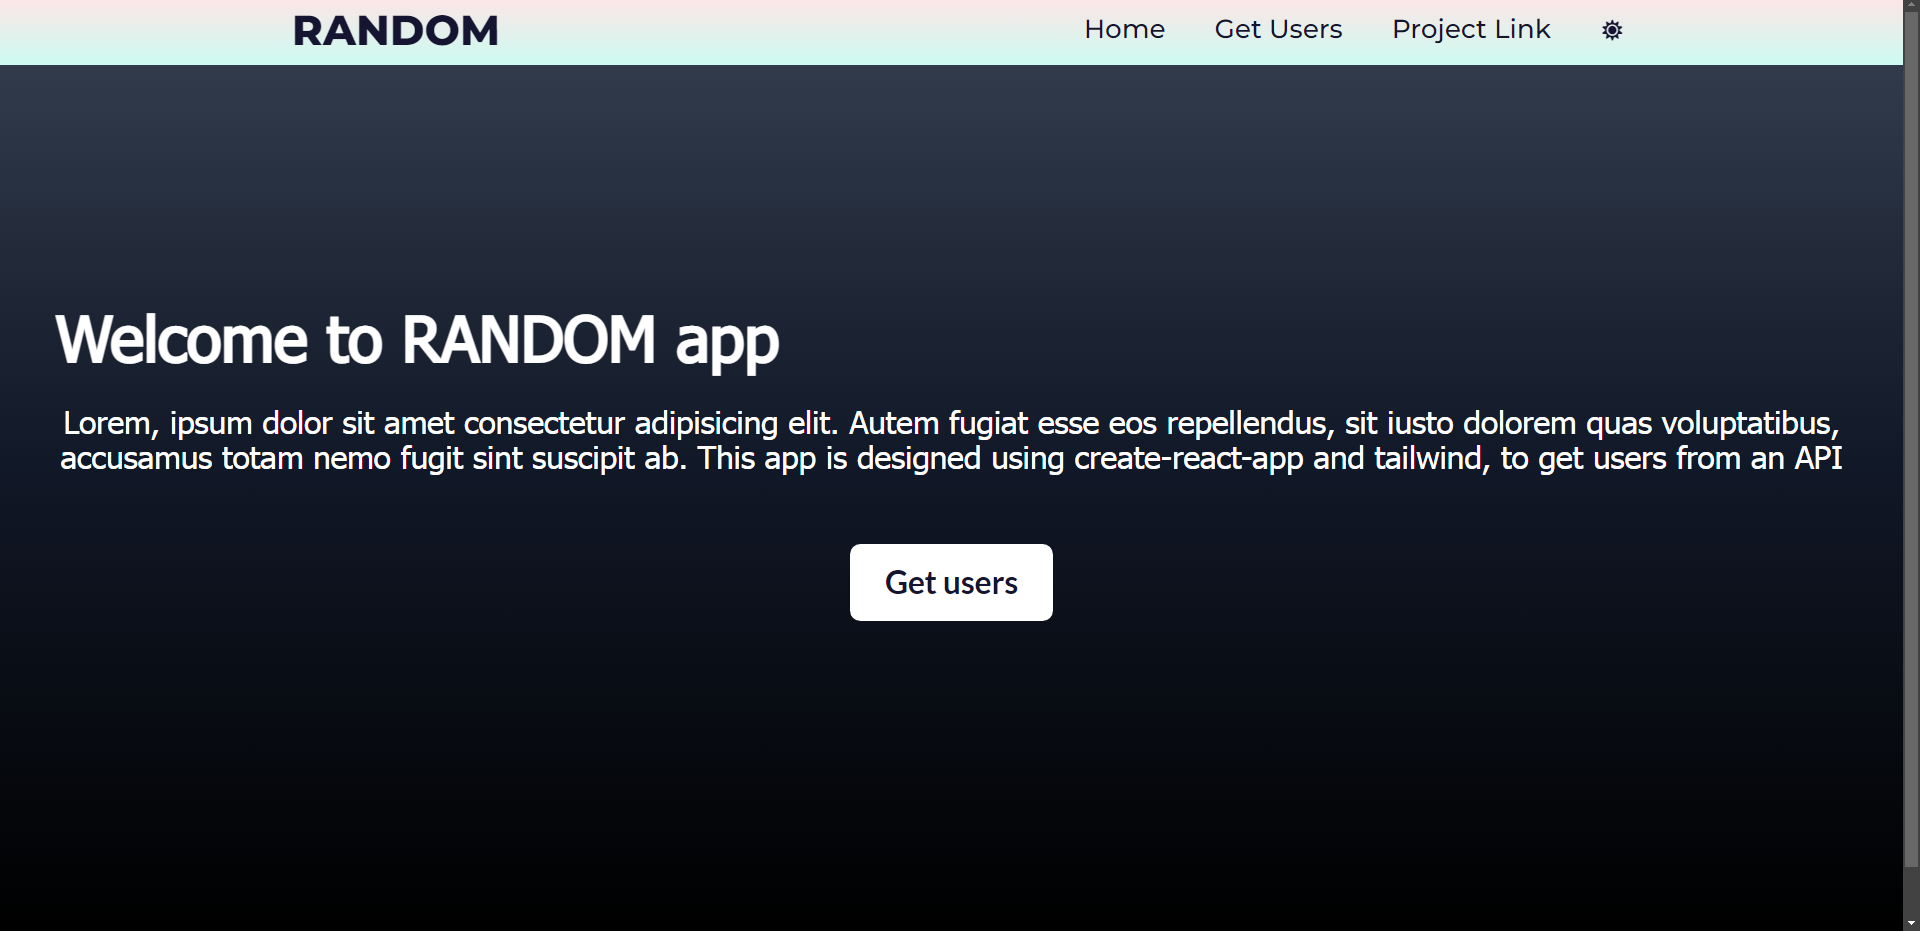 RANDOM
Home
Get Users
Project Link
Welcome to RANDOM app
Lorem, ipsum dolor sit amet consectetur adipisicing elit. Autem fugiat esse eos repellendus, sit iusto dolorem quas voluptatibus,
accusamus totam nemo fugit sint suscipit ab. This app is designed using create-react-app and tailwind, to get users from an API
Get users